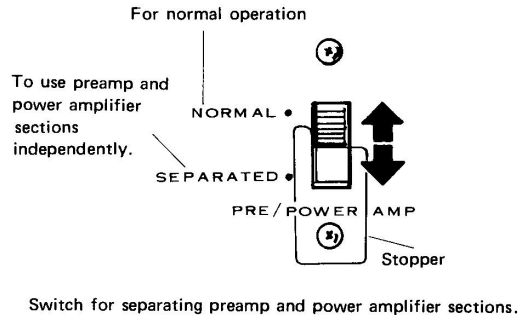 For normal operation
To use preamp and
power amplifier
sections
independently.
NORMAL
SEPARATED
PRE/POWER AMP
Stopper
Switch for separating preamp and power amplifier sections.